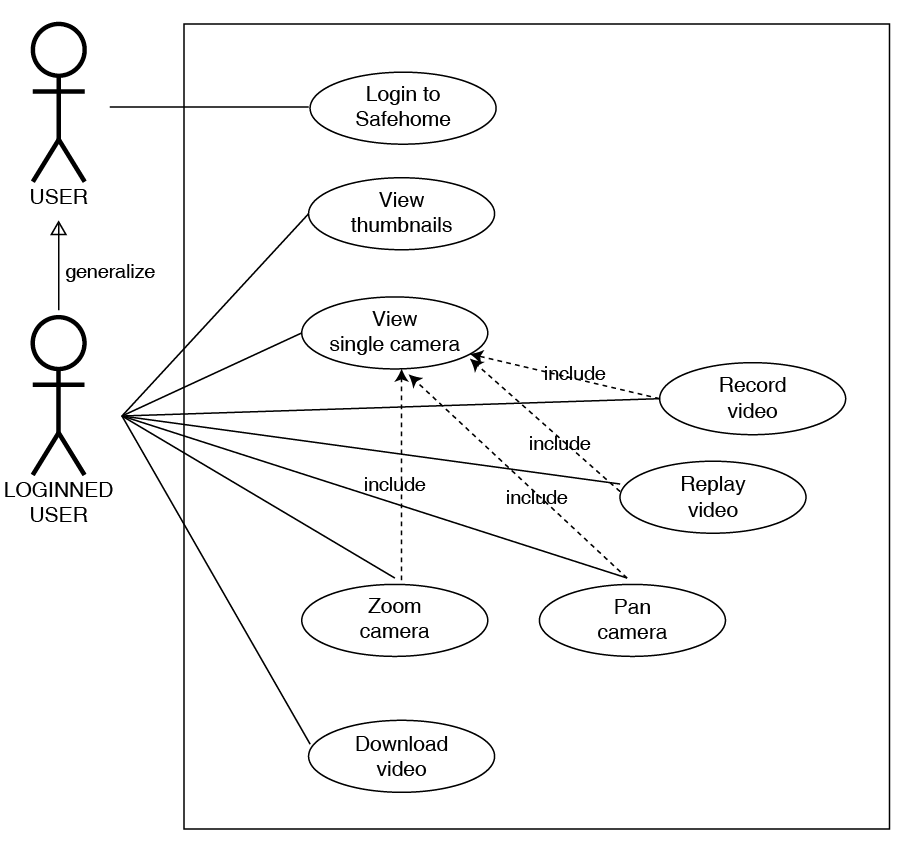 Login to
Safehome
USER
View
thumbnails
generalize
View
single camera
include
Record
video
include
LOGINNED
USER
include
include
Replay
video
Zoom
camera
Pan
camera
Download
video